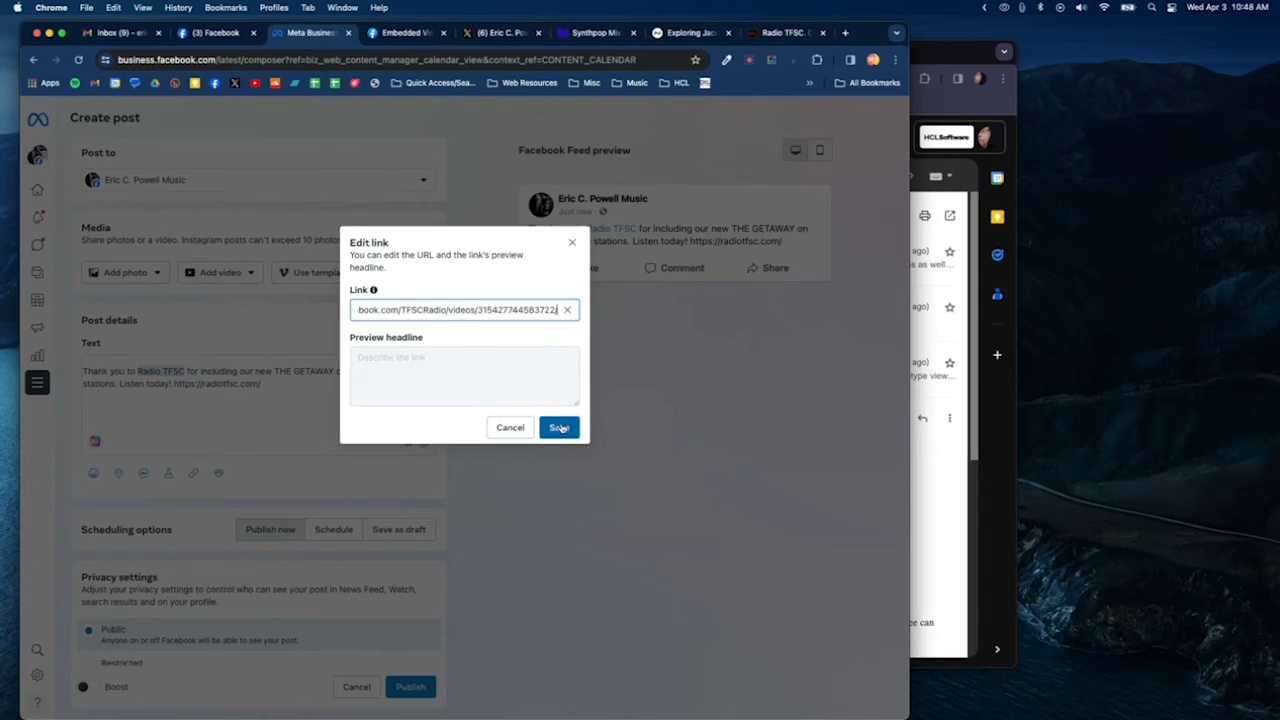 Chrome File Edit View History Bookmarks Profiles Tab Window Help
Wed Apr 3 10:48 AM
Inbox (9) - er
(3) Facebook
Meta Business
Embedded Vi
(6) Eric C. Po
Synthpop Mi
Exploring Jac
Radio TFSC.
business.facebook.com/latest/composer?ref=biz_web_content_manager_calendar_view&context_ref=CONTENT_CALENDAR
Apps
Quick Access/Sea...
Web Resources
Misc
Music
HCL
All Bookmarks
HCLSoftware
Create post
Post to
Eric C. Powell Music
Media
Share photos or a video. Instagram posts can't exceed 10 photos
Add photo
Add video
Use templ
Post details
Text
Thank you to Radio TFSC for including our new THE GETAWAY o
stations. Listen today! https://radiotfsc.com/
Scheduling options
Publish now
Schedule
Save as draft
Privacy settings
Adjust your privacy settings to control who can see your post in News Feed, Watch,
search results and on your profile.
Public
Anyone on or off Facebook will be able to see your post.
Restricted
Boost
Cancel
Publish
Facebook Feed preview
Eric C. Powell Music
Just now
Radio TFSC for including our new THE GETAWAY on
stations. Listen today! https://radiotfsc.com/
ke
Comment
Share
Edit link
You can edit the URL and the link's preview
headline.
Link
book.com/TFSCRadio/videos/315427744583722/
Preview headline
Describe the link
Cancel
Save
ago)
s as well...
ago)
ago)
type view...
ee can